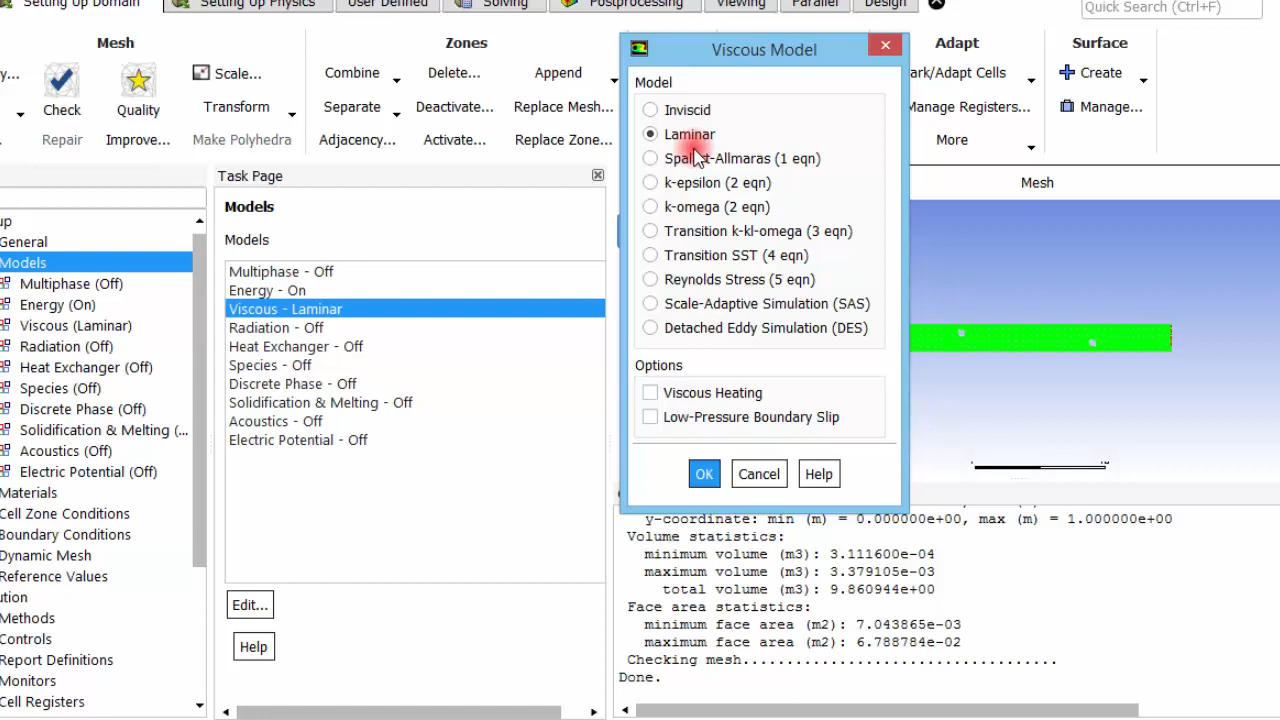 Setting Up Domain Setting Up Physics User Defined Solving Postprocessing Viewing Parallel Design
Quick Search (Ctrl+F)
Mesh Zones Adapt Surface
Scale... Combine Delete... Append Mark/Adapt Cells Create
Check Quality Transform Separate Deactivate... Replace Mesh... Manage Registers... Manage...
Repair Improve... Make Polyhedra Adjacency... Activate... Replace Zone... More
Viscous Model
Model
Inviscid
Laminar
Spalart-Allmaras (1 eqn)
k-epsilon (2 eqn)
k-omega (2 eqn)
Transition k-kl-omega (3 eqn)
Transition SST (4 eqn)
Reynolds Stress (5 eqn)
Scale-Adaptive Simulation (SAS)
Detached Eddy Simulation (DES)
Options
Viscous Heating
Low-Pressure Boundary Slip
OK Cancel Help
up
General
Models
Multiphase (Off)
Energy (On)
Viscous (Laminar)
Radiation (Off)
Heat Exchanger (Off)
Species (Off)
Discrete Phase (Off)
Solidification & Melting (...
Acoustics (Off)
Electric Potential (Off)
Materials
Cell Zone Conditions
Boundary Conditions
Dynamic Mesh
Reference Values
ution
Methods
Controls
Report Definitions
Monitors
Cell Registers
Task Page
Models
Models
Multiphase - Off
Energy - On
Viscous - Laminar
Radiation - Off
Heat Exchanger - Off
Species - Off
Discrete Phase - Off
Solidification & Melting - Off
Acoustics - Off
Electric Potential - Off
Edit...
Help
Mesh
y-coordinate: min (m) = 0.000000e+00, max (m) = 1.000000e+00
Volume statistics:
minimum volume (m3): 3.111600e-04
maximum volume (m3): 3.379105e-03
total volume (m3): 9.860944e+00
Face area statistics:
minimum face area (m2): 7.043865e-03
maximum face area (m2): 6.788784e-02
Checking mesh....................................
Done.